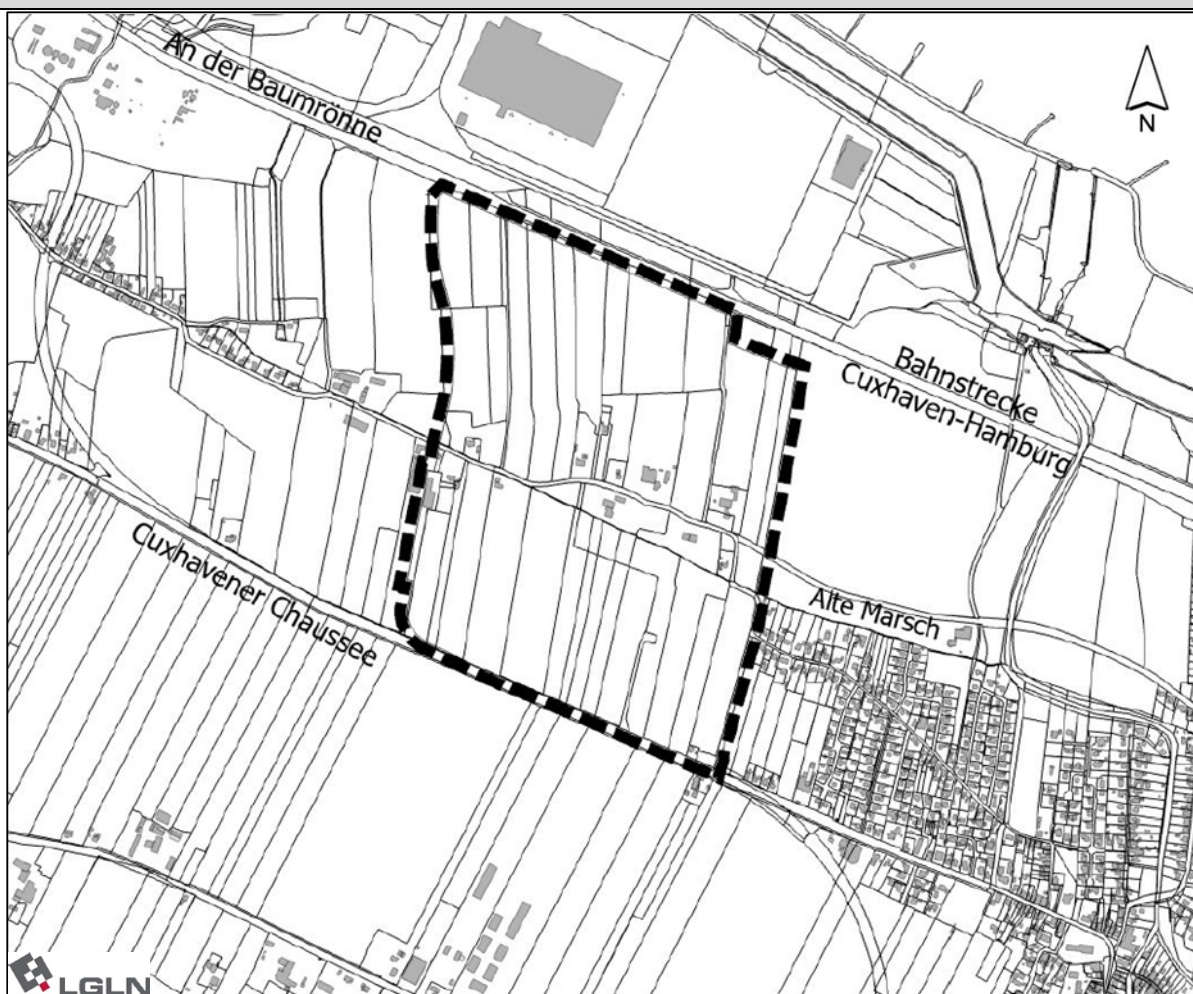 An der Baumrönne
N
Bahnstrecke
Cuxhaven-Hamburg
Cuxhavener Chaussee
Alte Marsch
LGLN